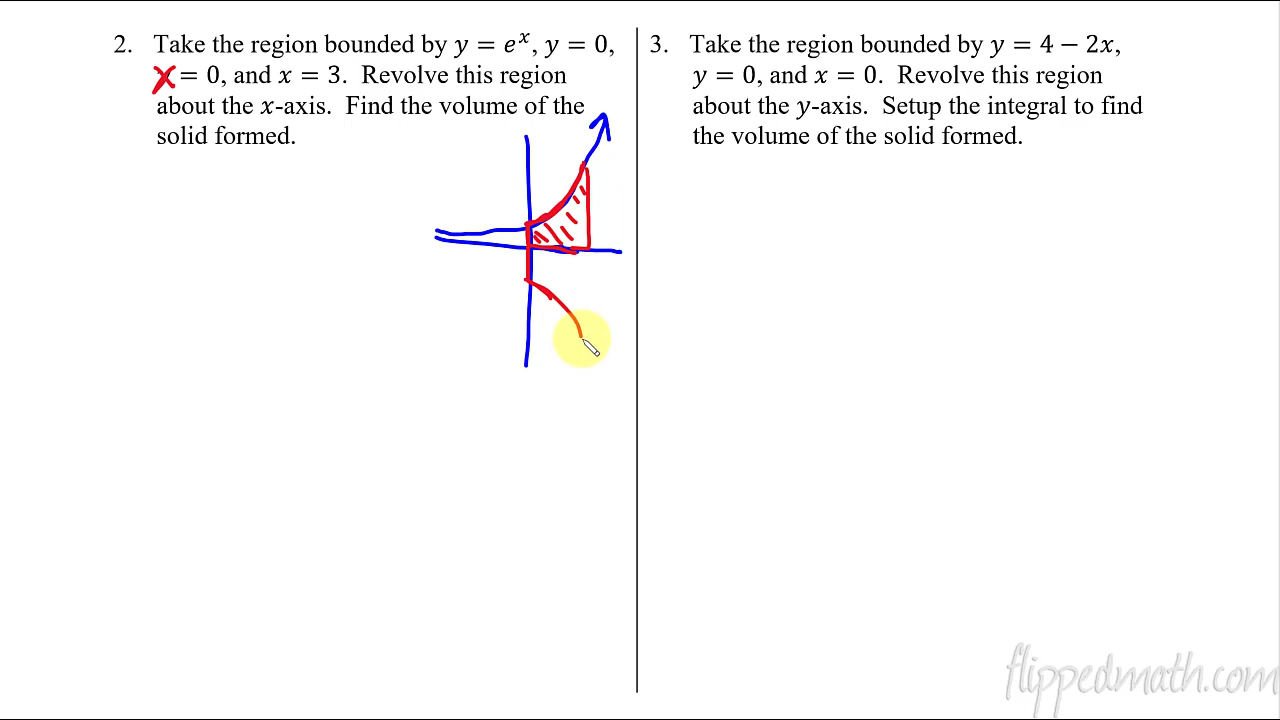 2. Take the region bounded by y = eˣ, y = 0,
x = 0, and x = 3. Revolve this region
about the x-axis. Find the volume of the
solid formed.
3. Take the region bounded by y = 4 − 2x,
y = 0, and x = 0. Revolve this region
about the y-axis. Setup the integral to find
the volume of the solid formed.
flippedmath.com